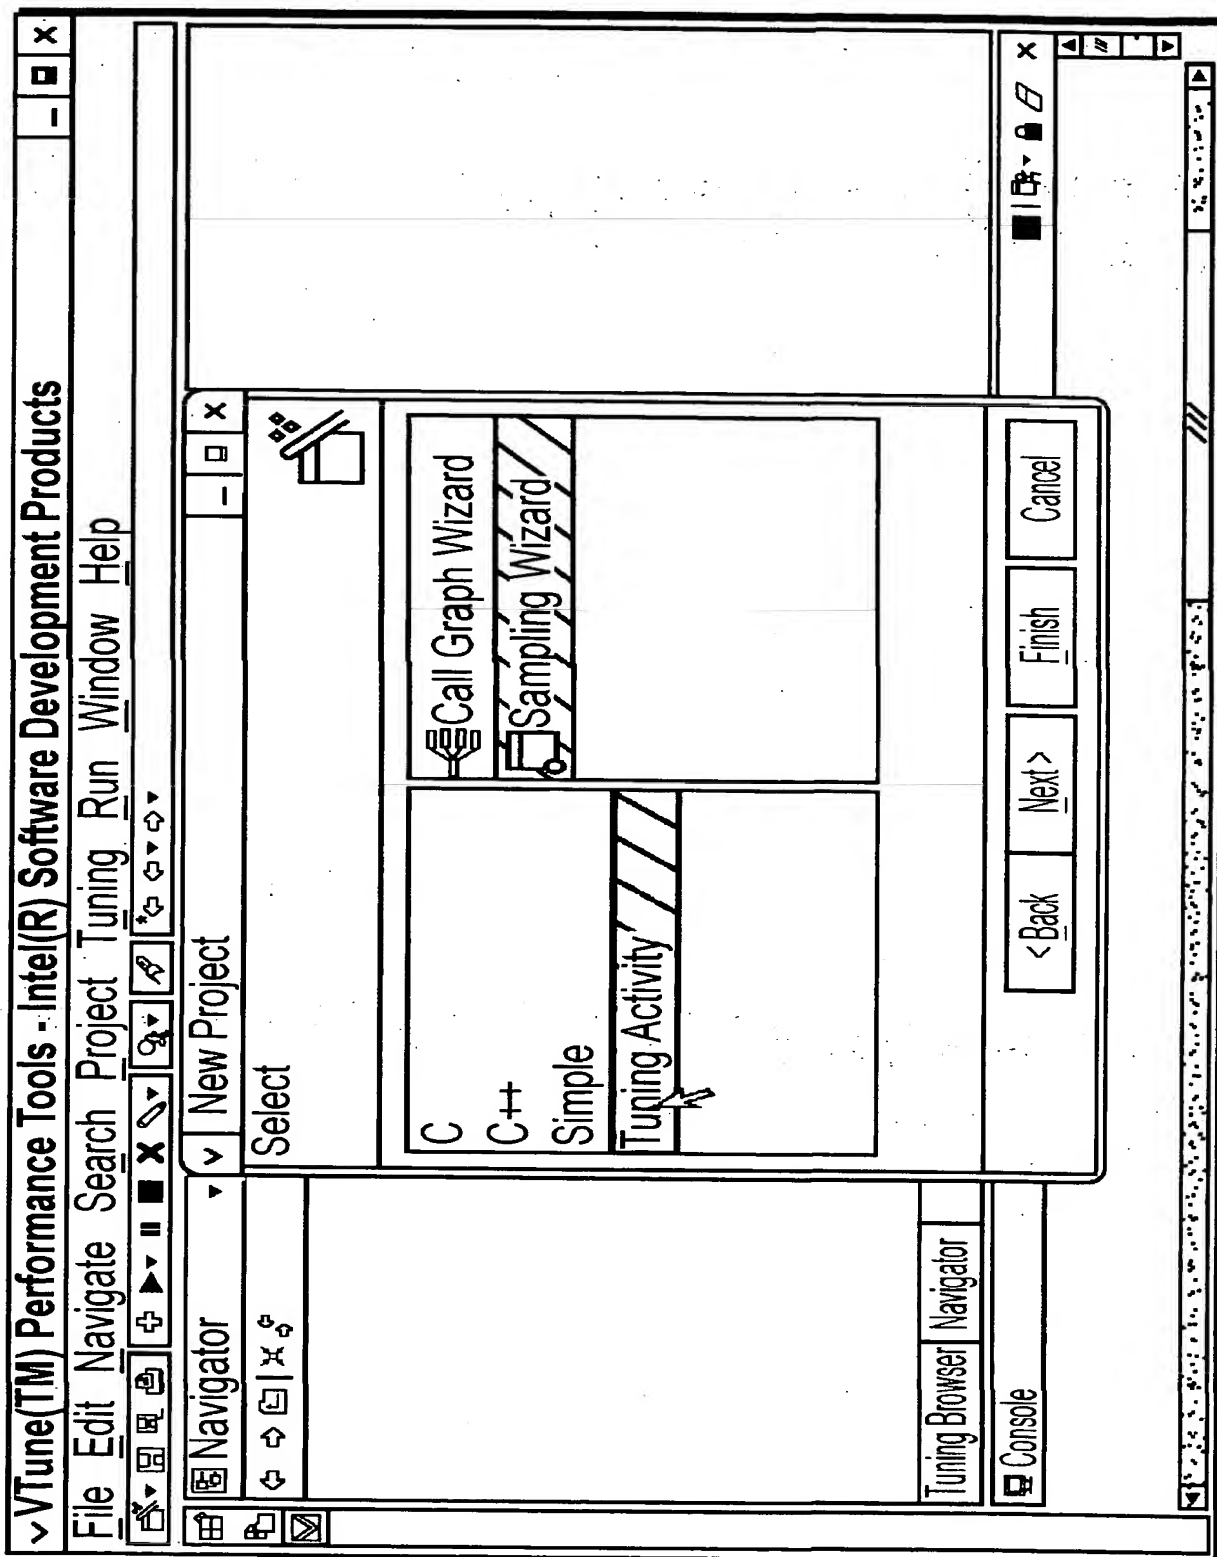 VTune(TM) Performance Tools - Intel(R) Software Development Products
File Edit Navigate Search Project Tuning Run Window Help
Navigator
New Project
Select
C
C++
Simple
Tuning Activity
Call Graph Wizard
Sampling Wizard
< Back Next > Finish Cancel
Tuning Browser Navigator
Console